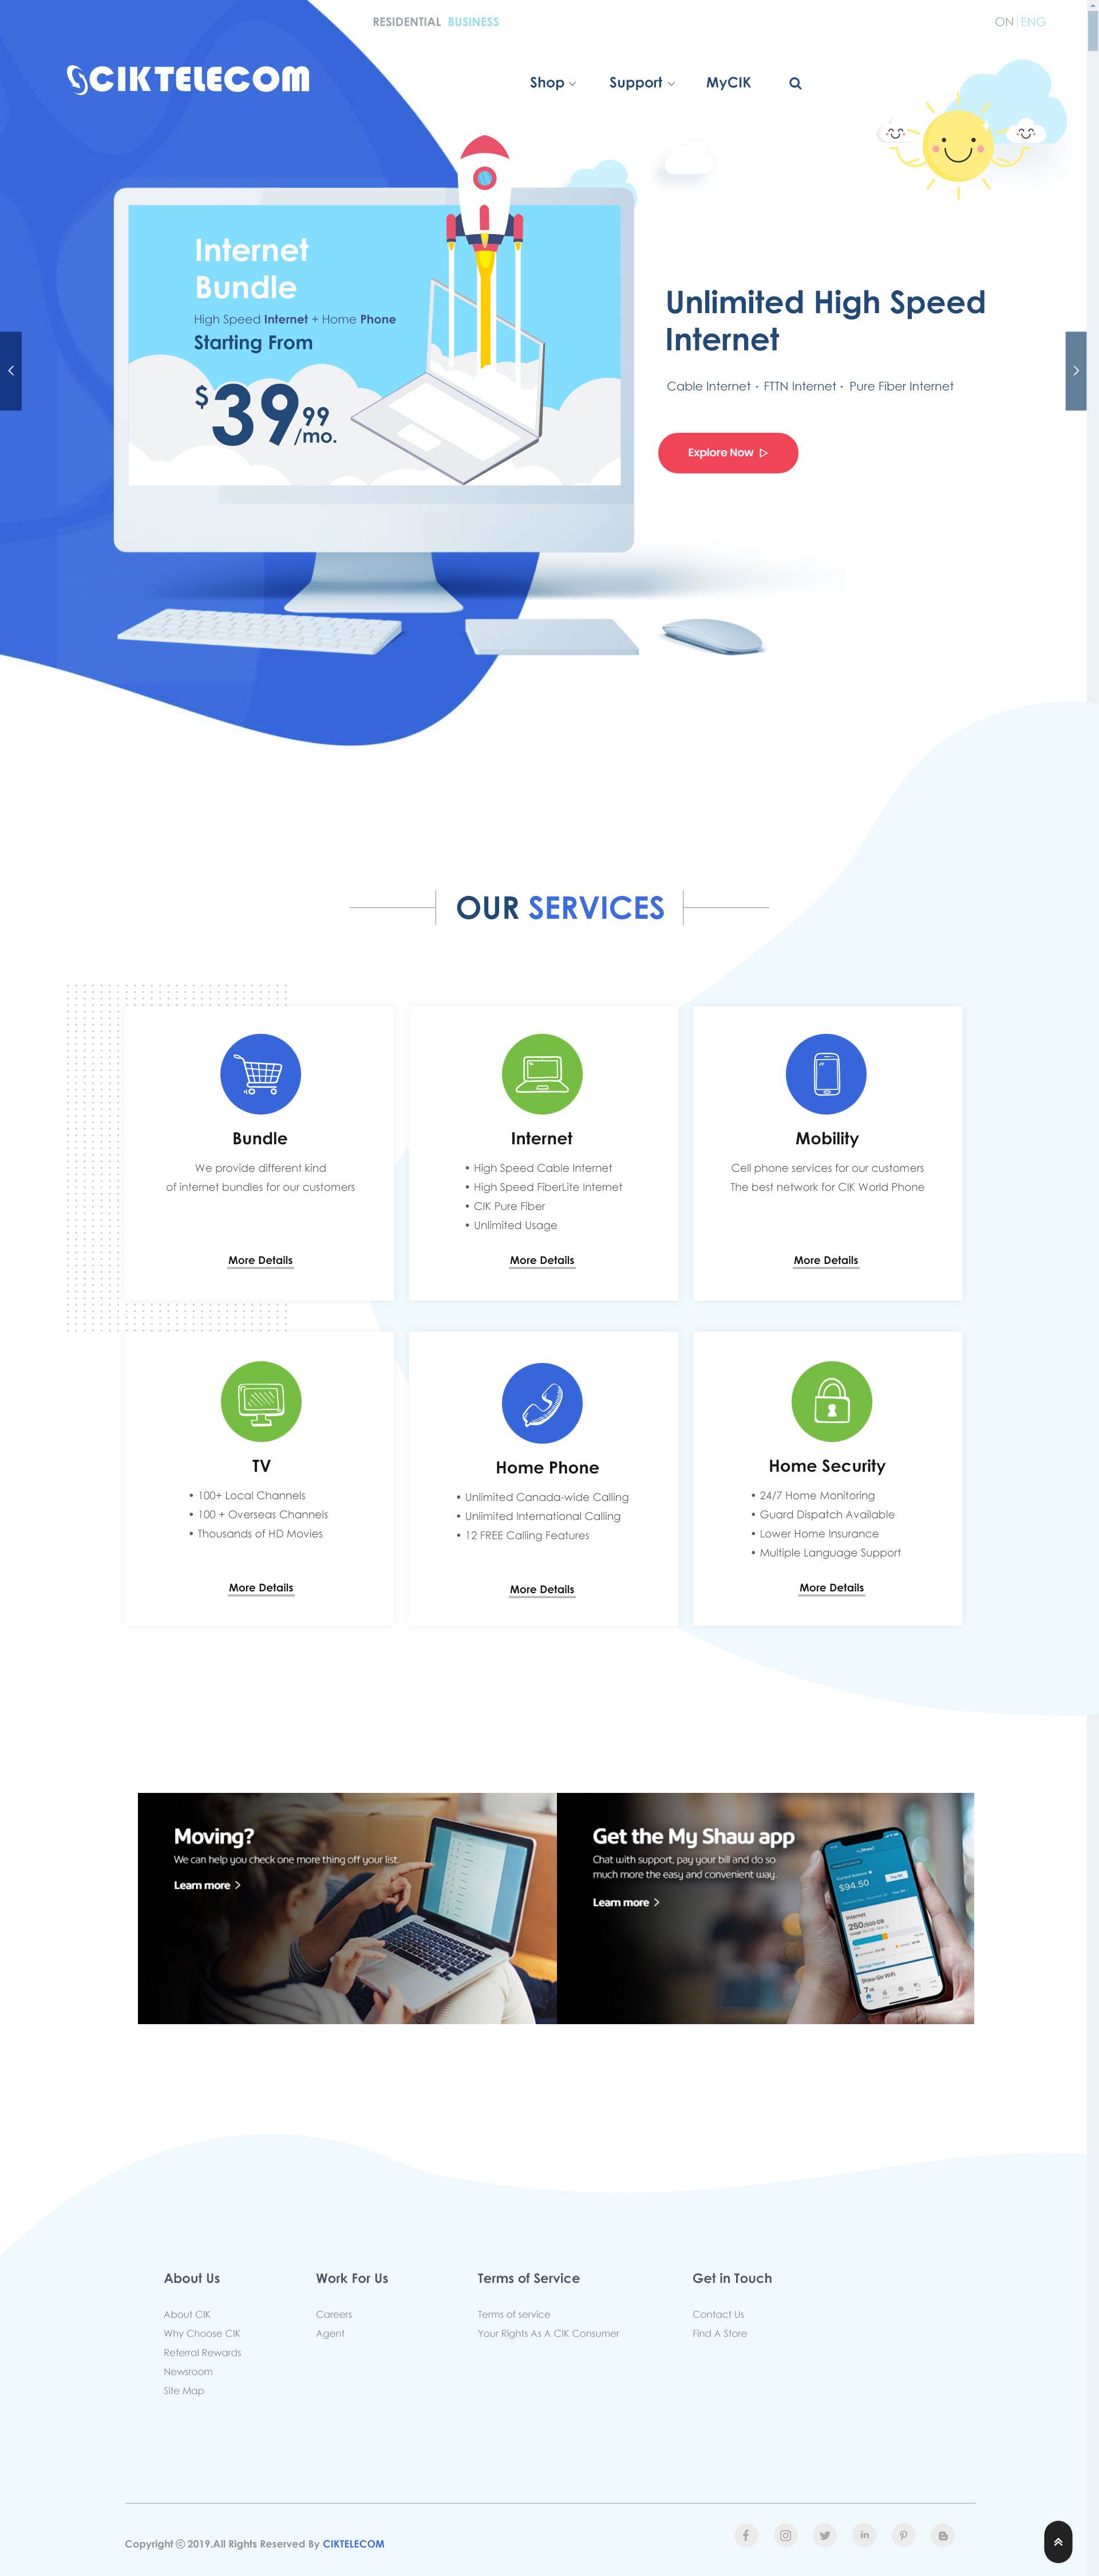 RESIDENTIAL BUSINESS
ON | ENG
CIKTELECOM
Shop
Support
MyCIK
Internet
Bundle
High Speed Internet + Home Phone
Starting From
$39.99/mo.
Unlimited High Speed
Internet
Cable Internet · FTTN Internet · Pure Fiber Internet
Explore Now
OUR SERVICES
Bundle
We provide different kind
of internet bundles for our customers
More Details
Internet
• High Speed Cable Internet
• High Speed FiberLite Internet
• CIK Pure Fiber
• Unlimited Usage
More Details
Mobility
Cell phone services for our customers
The best network for CIK World Phone
More Details
TV
• 100+ Local Channels
• 100 + Overseas Channels
• Thousands of HD Movies
More Details
Home Phone
• Unlimited Canada-wide Calling
• Unlimited International Calling
• 12 FREE Calling Features
More Details
Home Security
• 24/7 Home Monitoring
• Guard Dispatch Available
• Lower Home Insurance
• Multiple Language Support
More Details
Moving?
We can help you check one more thing off your list.
Learn more >
Get the My Shaw app
Chat with support, pay your bill and do so
much more the easy and convenient way.
Learn more >
$94.50
Internet
250/500 GB
Shaw Go WiFi
About Us
About CIK
Why Choose CIK
Referral Rewards
Newsroom
Site Map
Work For Us
Careers
Agent
Terms of Service
Terms of service
Your Rights As A CIK Consumer
Get in Touch
Contact Us
Find A Store
Copyright © 2019.All Rights Reserved By CIKTELECOM